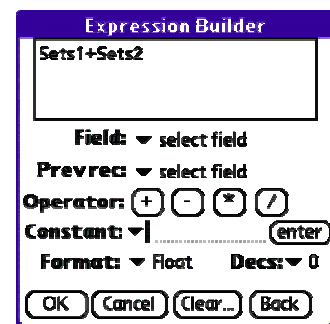 Expression Builder
Sets1+Sets2
Field: select field
Prevrec: select field
Operator: + - * /
Constant: enter
Format: Float Decs: 0
OK Cancel Clear... Back